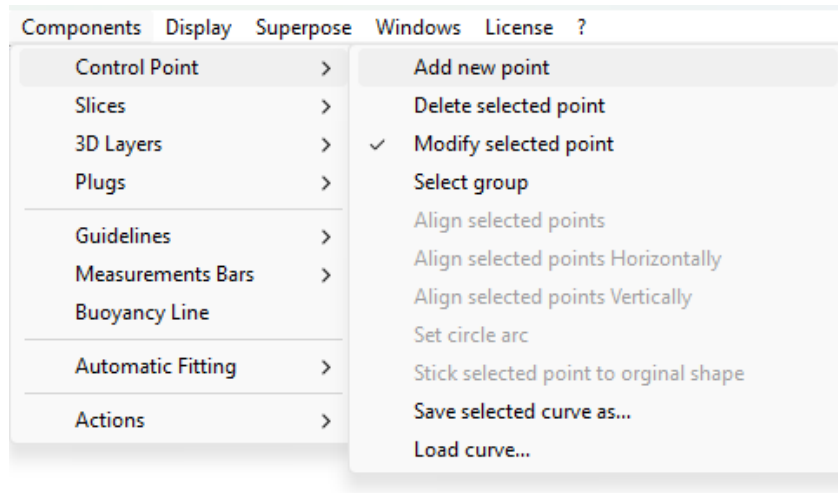 Components Display Superpose Windows License ?
Control Point
Slices
3D Layers
Plugs
Guidelines
Measurements Bars
Buoyancy Line
Automatic Fitting
Actions
Add new point
Delete selected point
Modify selected point
Select group
Align selected points
Align selected points Horizontally
Align selected points Vertically
Set circle arc
Stick selected point to orginal shape
Save selected curve as...
Load curve...